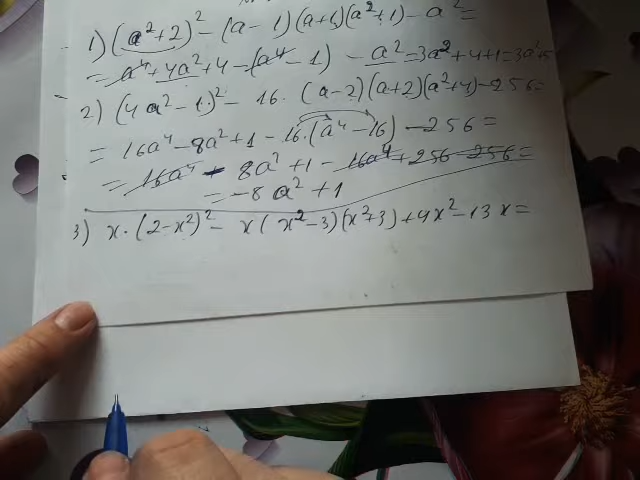 1) (a²+2)² - (a-1)(a+1)(a²+1) - a² =
= a⁴+4a²+4-(a⁴-1) - a² = 3a²+4+1=3a²+5
2) (4a²-1)² - 16·(a-2)(a+2)(a²+4)-256=
= 16a⁴-8a²+1-16·(a⁴-16) -256=
= 16a⁴ - 8a²+1-16a⁴+256-256=
= -8a²+1
3) x·(2-x²)² - x(x²-3)(x²+3)+4x²-13x=